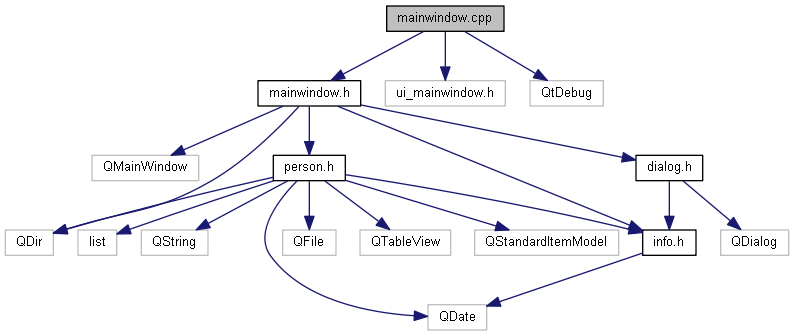 mainwindow.cpp
mainwindow.h
ui_mainwindow.h
QtDebug
QMainWindow
person.h
dialog.h
QDir
list
QString
QFile
QTableView
QStandardItemModel
info.h
QDialog
QDate